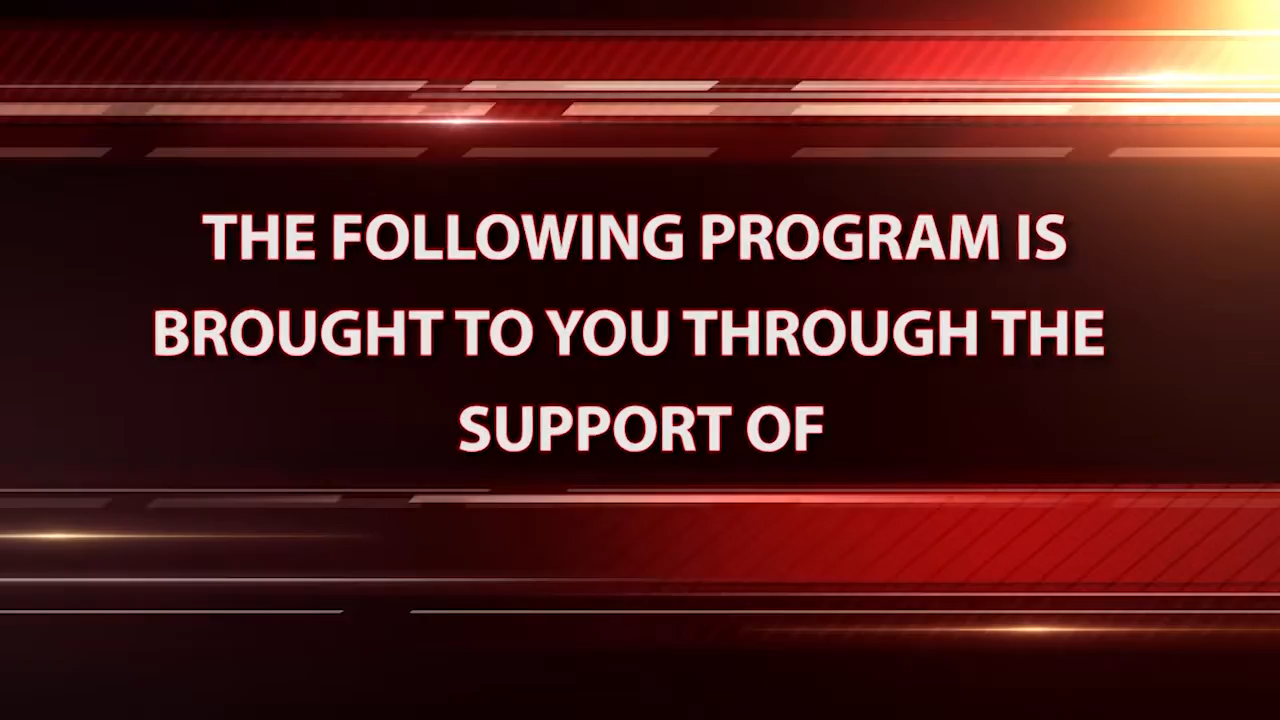 THE FOLLOWING PROGRAM IS
BROUGHT TO YOU THROUGH THE
SUPPORT OF